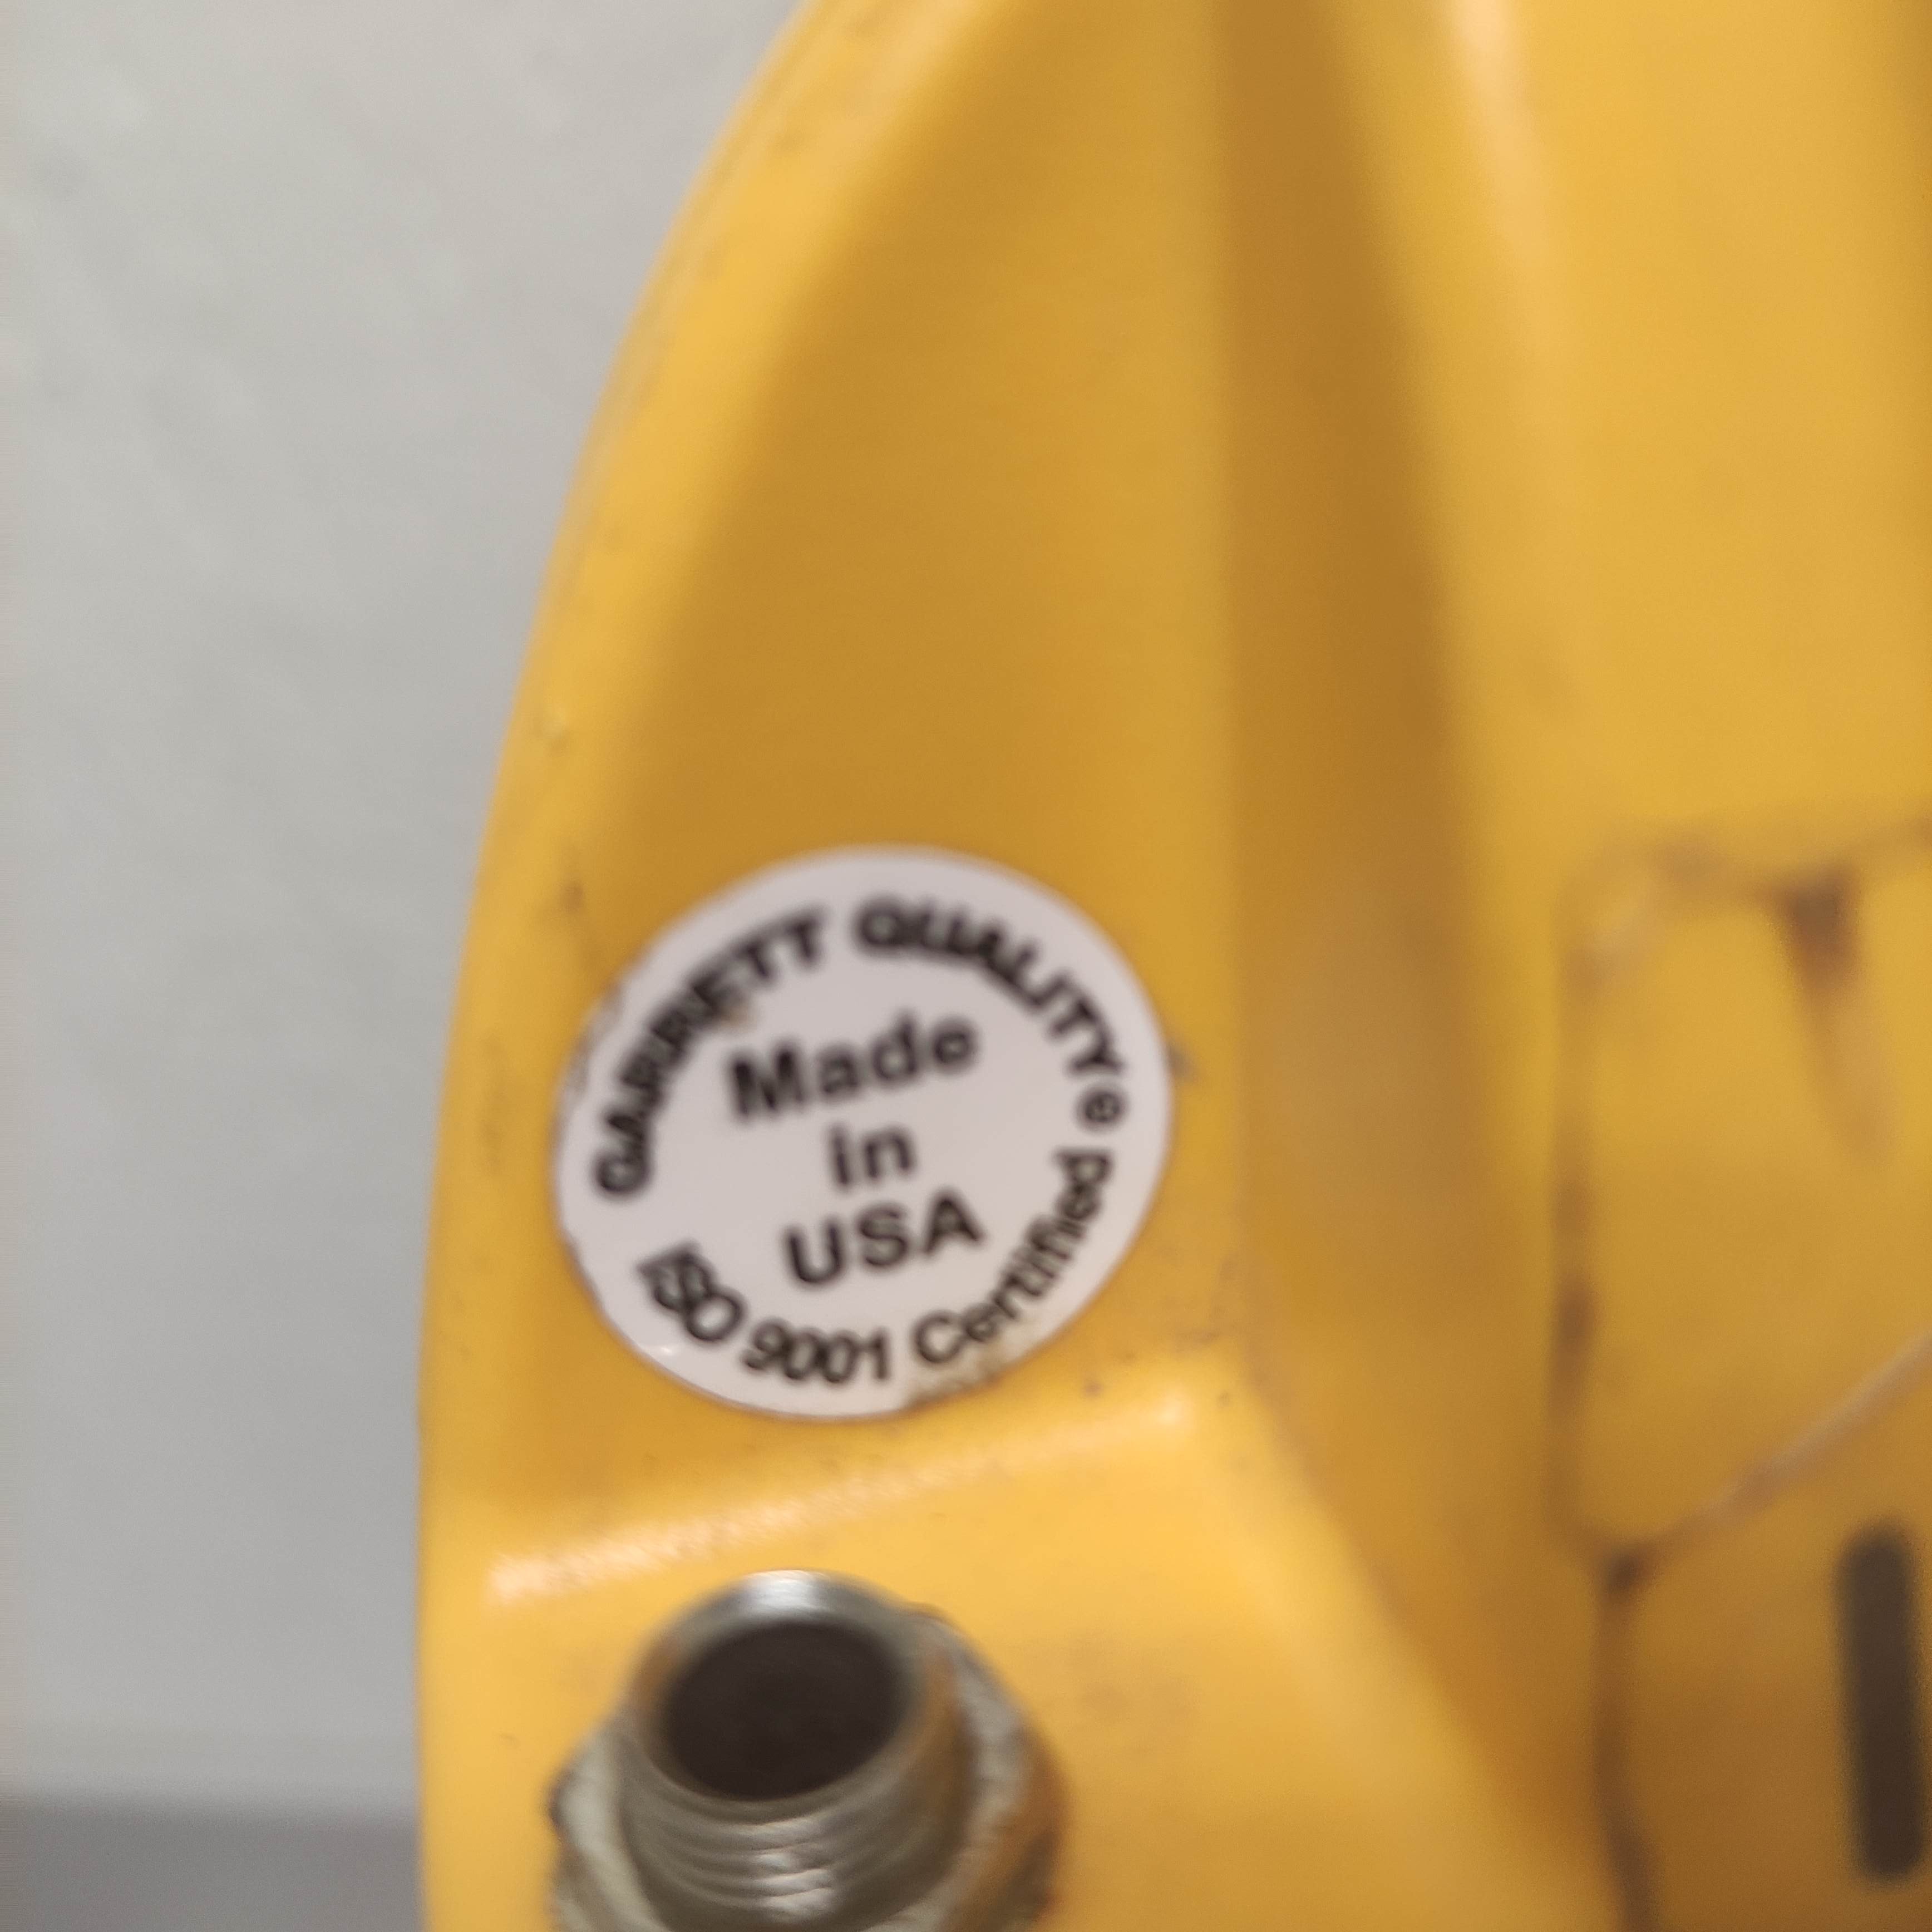 GARRETT QUALITY®
Made
in
USA
ISO 9001 Certified